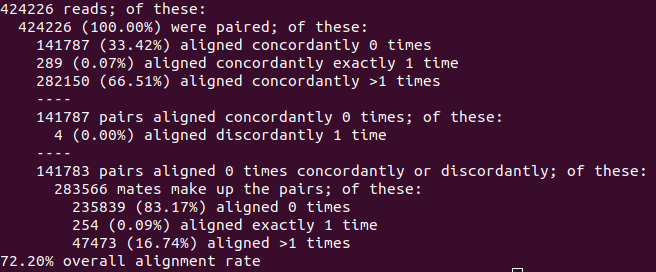 424226 reads; of these:
424226 (100.00%) were paired; of these:
141787 (33.42%) aligned concordantly 0 times
289 (0.07%) aligned concordantly exactly 1 time
282150 (66.51%) aligned concordantly >1 times
----
141787 pairs aligned concordantly 0 times; of these:
4 (0.00%) aligned discordantly 1 time
----
141783 pairs aligned 0 times concordantly or discordantly; of these:
283566 mates make up the pairs; of these:
235839 (83.17%) aligned 0 times
254 (0.09%) aligned exactly 1 time
47473 (16.74%) aligned >1 times
72.20% overall alignment rate